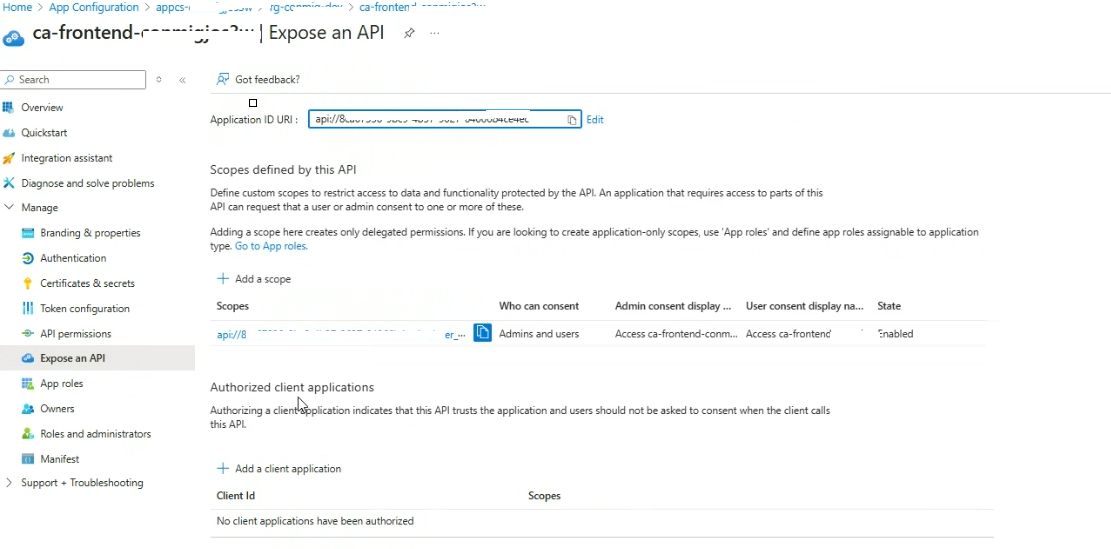 Home > App Configuration > appcs- > rg-conmig-dev > ca-frontend-
ca-frontend- | Expose an API ...
Search
Got feedback?
Overview
Application ID URI : api://8 Edit
Quickstart
Integration assistant
Scopes defined by this API
Diagnose and solve problems
Define custom scopes to restrict access to data and functionality protected by the API. An application that requires access to parts of this
API can request that a user or admin consent to one or more of these.
Manage
Branding & properties
Adding a scope here creates only delegated permissions. If you are looking to create application-only scopes, use 'App roles' and define app roles assignable to application
type. Go to App roles.
Authentication
Certificates & secrets
Add a scope
Token configuration
Scopes Who can consent Admin consent display ... User consent display na... State
API permissions
api://8 er_... Admins and users Access ca-frontend-conm... Access ca-frontend Enabled
Expose an API
App roles
Authorized client applications
Owners
Authorizing a client application indicates that this API trusts the application and users should not be asked to consent when the client calls
this API.
Roles and administrators
Manifest
Add a client application
Support + Troubleshooting
Client Id Scopes
No client applications have been authorized